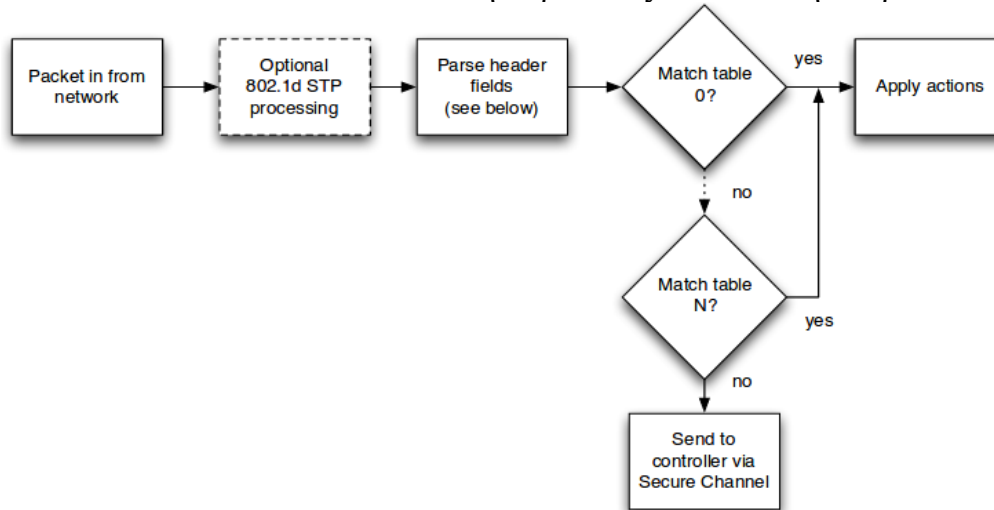 Packet in from
network
Optional
802.1d STP
processing
Parse header
fields
(see below)
Match table
0?
yes
Apply actions
no
Match table
N?
yes
no
Send to
controller via
Secure Channel